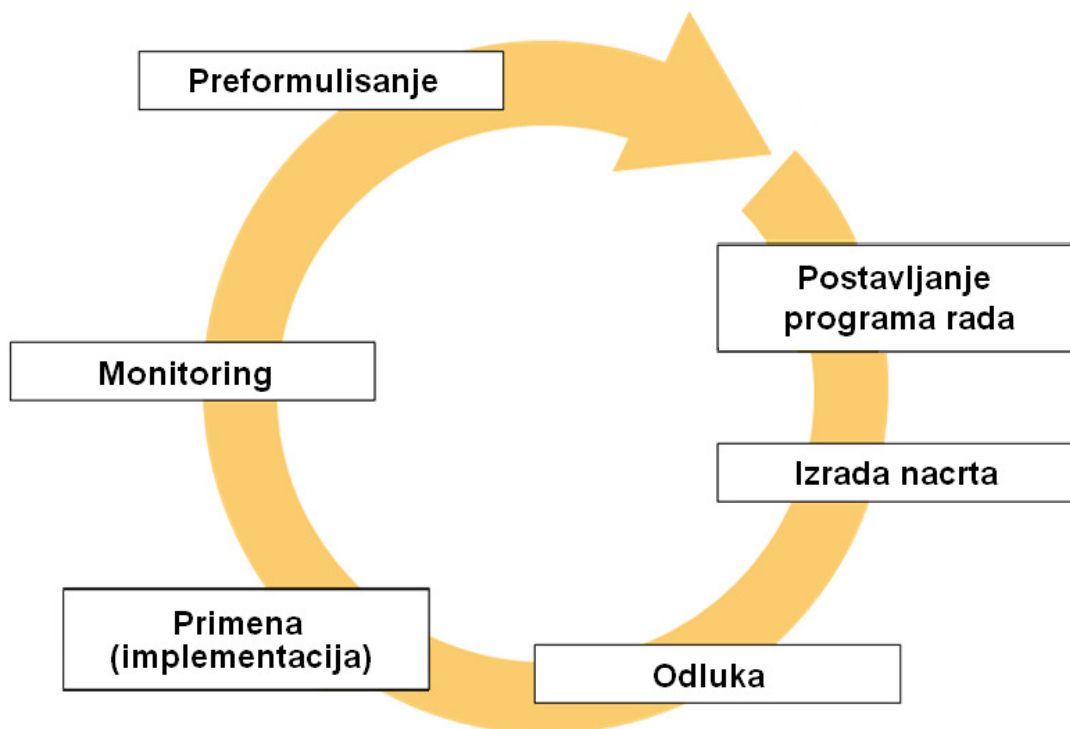 Preformulisanje
Postavljanje
programa rada
Monitoring
Izrada nacrta
Primena
(implementacija)
Odluka